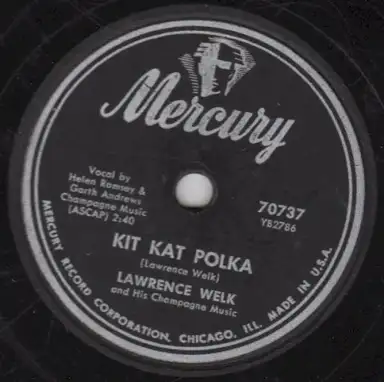 Mercury
Vocal by
Helen Ramsey &
Garth Andrews
Champagne Music
(ASCAP) 2:40
70737
YB2786
KIT KAT POLKA
(Lawrence Welk)
LAWRENCE WELK
and His Champagne Music
MERCURY RECORD CORPORATION, CHICAGO, ILL. MADE IN U.S.A.